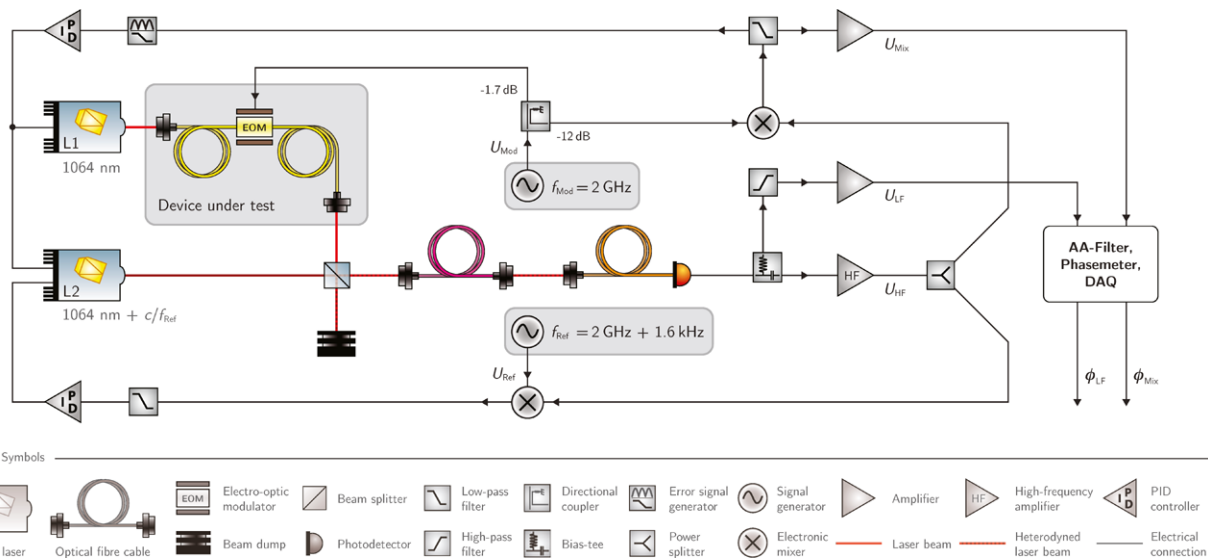 P
I
D
U_Mix
-1.7 dB
EOM
L1
1064 nm
U_Mod
-12 dB
f_Mod = 2 GHz
U_LF
Device under test
AA-Filter,
Phasemeter,
DAQ
L2
HF
U_HF
1064 nm + c/f_Ref
f_Ref = 2 GHz + 1.6 kHz
U_Ref
ϕ_LF
ϕ_Mix
P
I
D
Symbols
EOM
Electro-optic
modulator
Beam splitter
Low-pass
filter
Directional
coupler
Error signal
generator
Signal
generator
Amplifier
HF
High-frequency
amplifier
P
I
D
PID
controller
laser
Optical fibre cable
Beam dump
Photodetector
High-pass
filter
Bias-tee
Power
splitter
Electronic
mixer
Laser beam
Heterodyned
laser beam
Electrical
connection